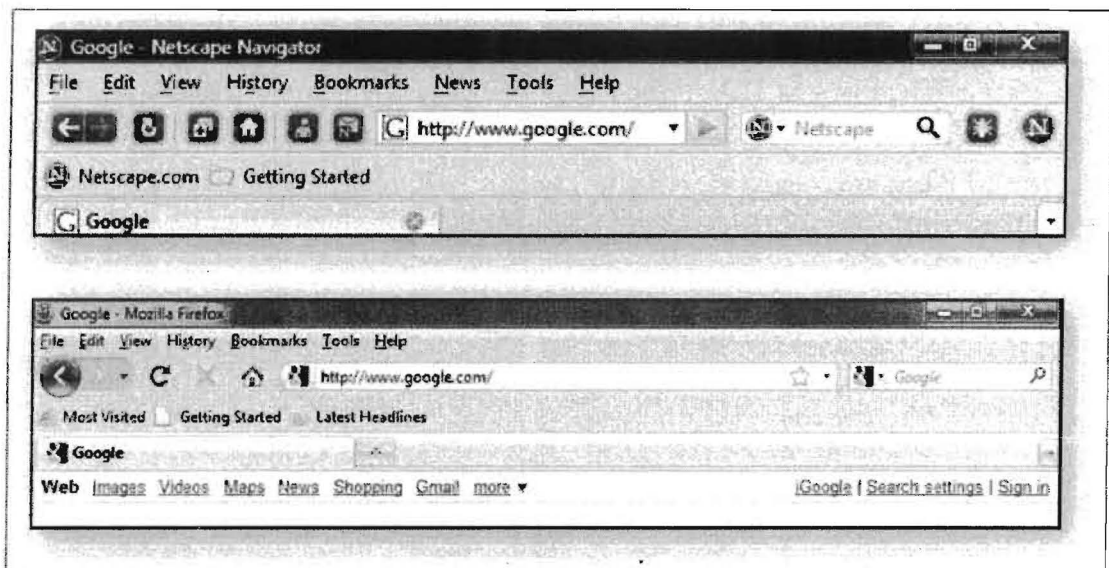 Google - Netscape Navigator
File Edit View History Bookmarks News Tools Help
G http://www.google.com/ N Netscape N
N Netscape.com Getting Started
G Google
Google - Mozilla Firefox
File Edit View History Bookmarks Tools Help
http://www.google.com/ Google
Most Visited Getting Started Latest Headlines
Google
Web Images Videos Maps News Shopping Gmail more ▼ iGoogle | Search settings | Sign in